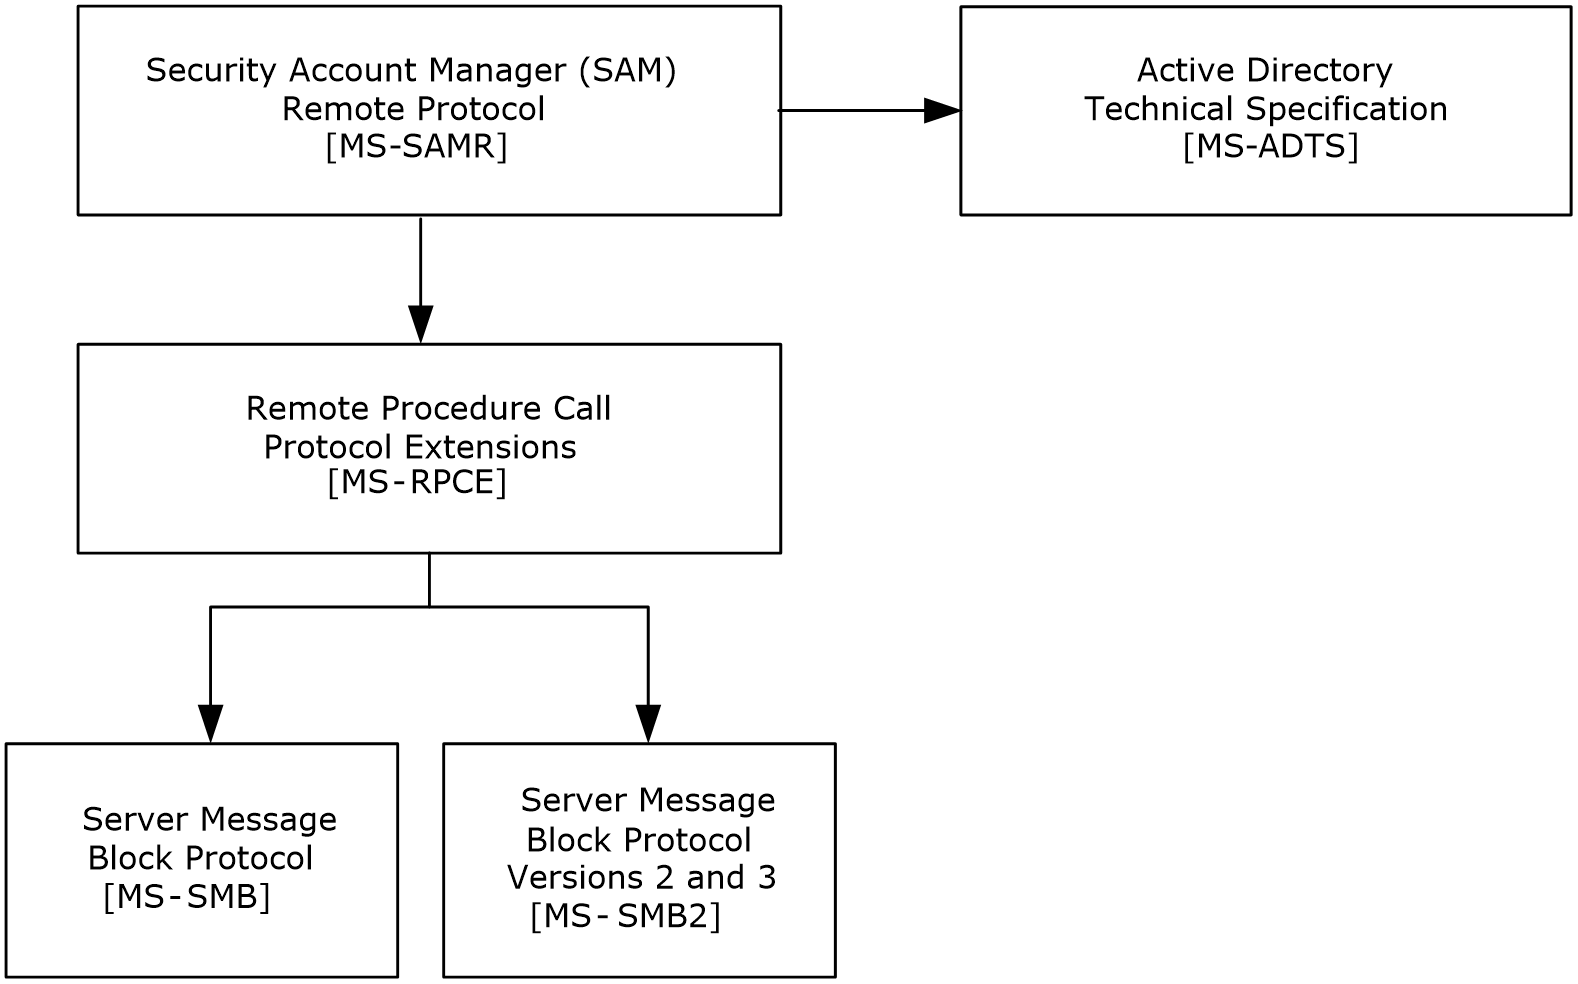 Security Account Manager (SAM)
Remote Protocol
[MS-SAMR]
Active Directory
Technical Specification
[MS-ADTS]
Remote Procedure Call
Protocol Extensions
[MS-RPCE]
Server Message
Block Protocol
[MS-SMB]
Server Message
Block Protocol
Versions 2 and 3
[MS-SMB2]